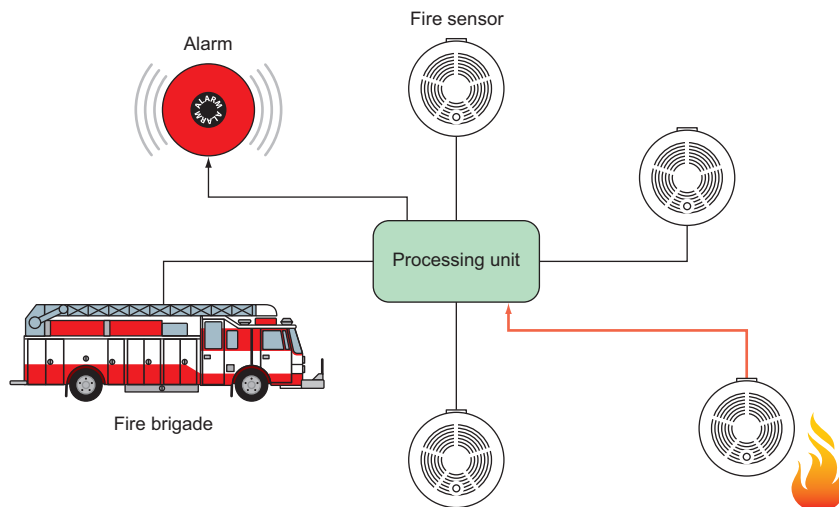 Fire sensor
Alarm
ALARM ALARM
Processing unit
Fire brigade